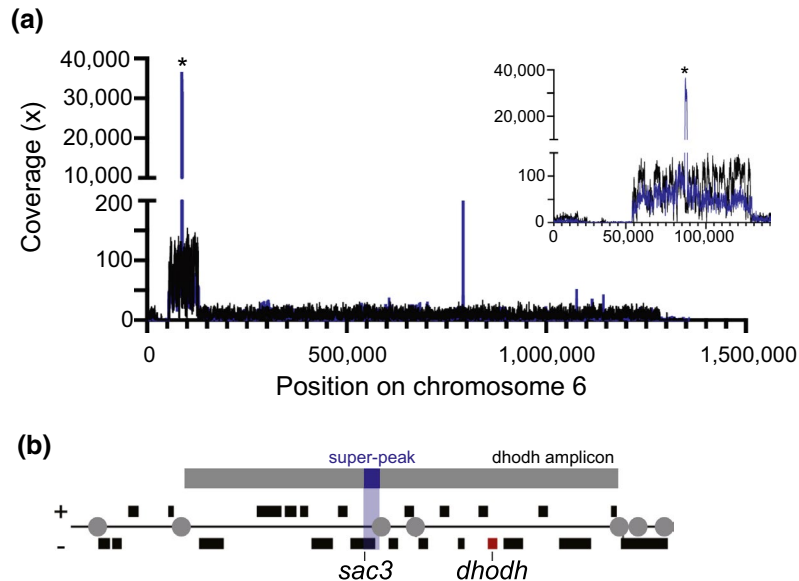 (a)
Coverage (x)
40,000
30,000
20,000
10,000
200
100
0
*
0
500,000
1,000,000
1,500,000
Position on chromosome 6
40,000
20,000
100
0
*
0
50,000
100,000
(b)
super-peak
dhodh amplicon
+
-
sac3
dhodh